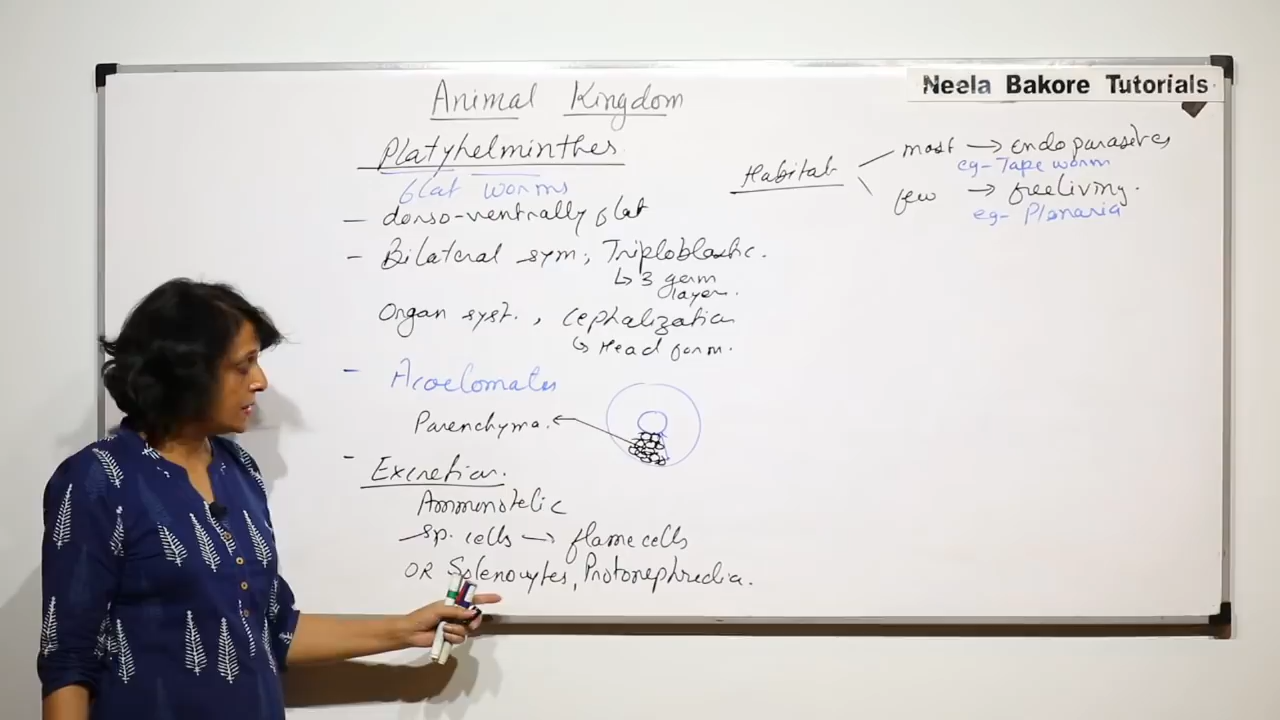 Neela Bakore Tutorials
Animal Kingdom
Platyhelminthes
flat worms
— dorso-ventrally flat
— Bilateral sym; Triploblastic.
↳ 3 germ
layer.
Organ syst., Cephalization
↳ Head form.
— Acoelomates
Parenchyma.
— Excretion.
Ammonotelic
sp. cells → flame cells
OR Solenocytes, Protonephredia.
Habitat
most → endoparasites
eg- Tape worm
few → freeliving.
eg- Planaria